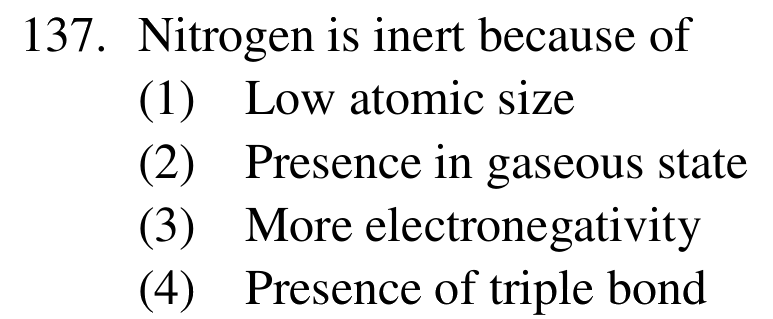 137. Nitrogen is inert because of
(1) Low atomic size
(2) Presence in gaseous state
(3) More electronegativity
(4) Presence of triple bond